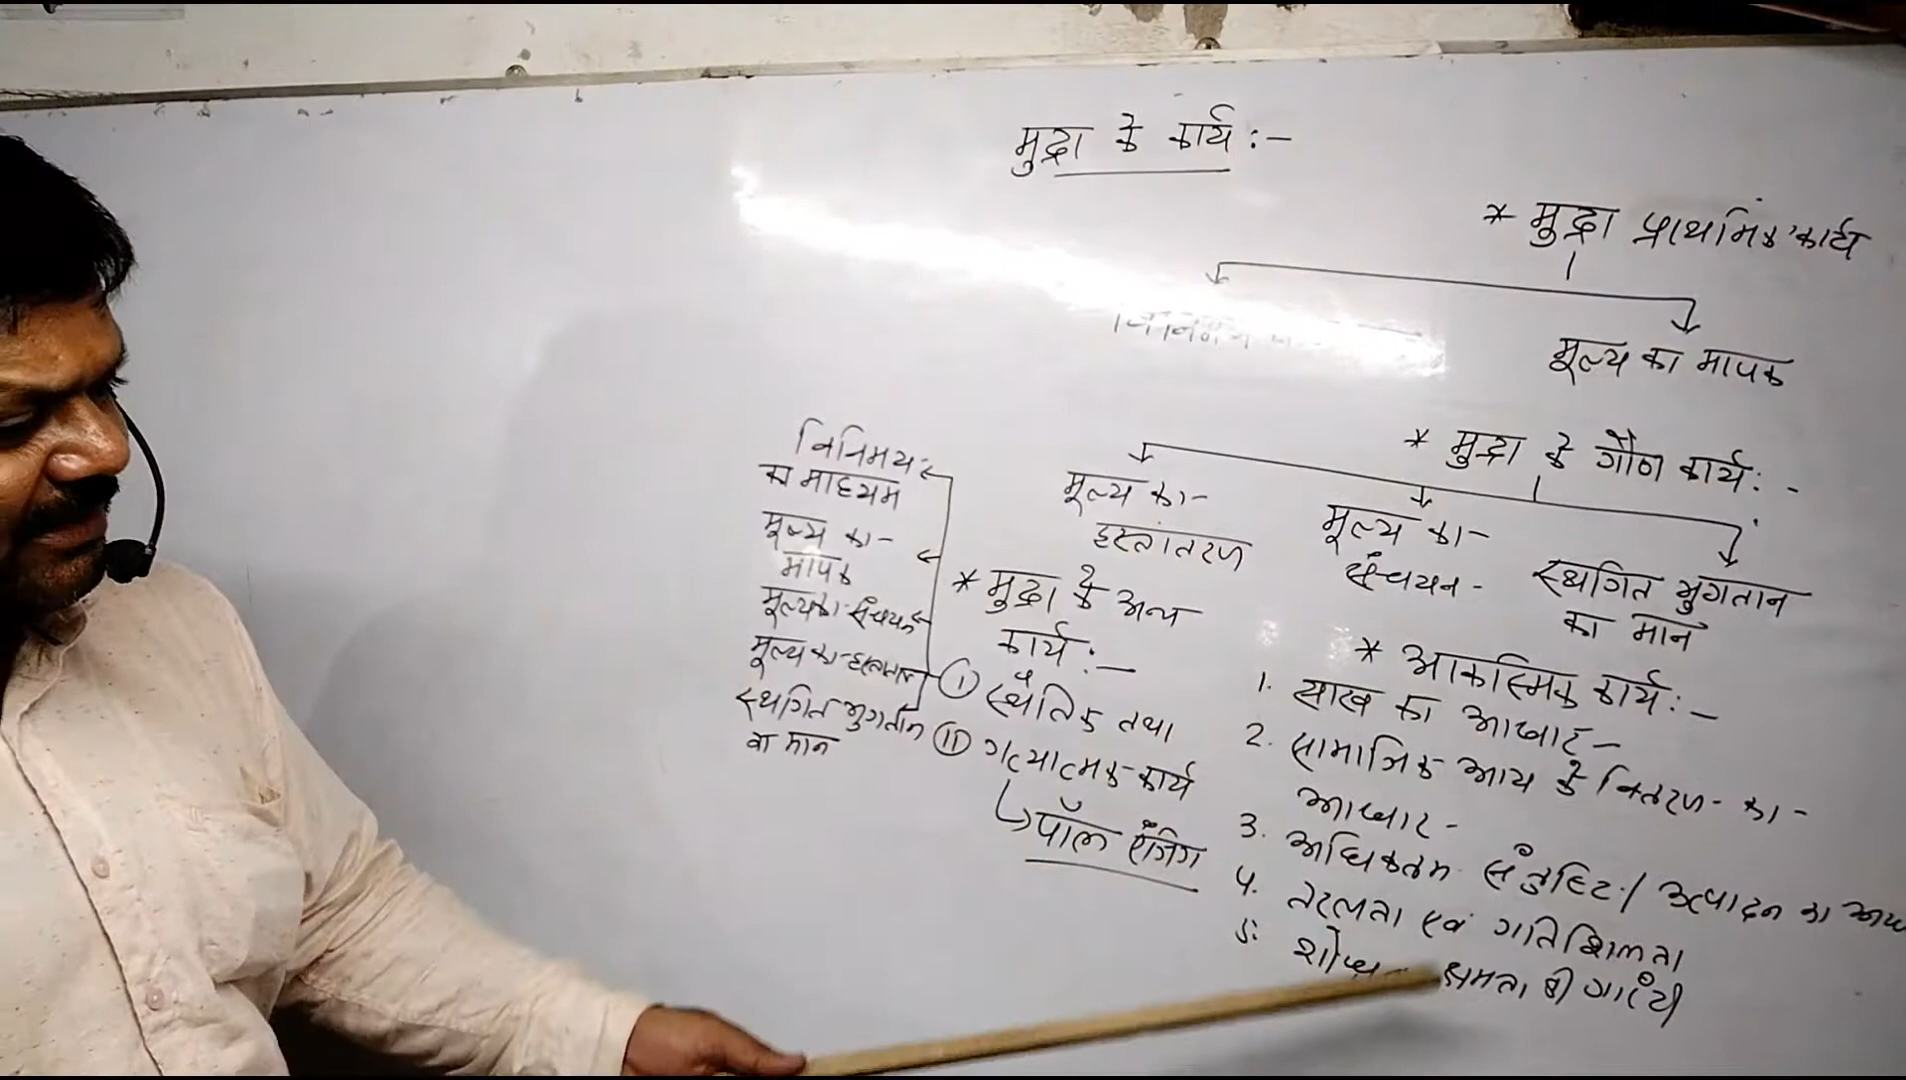 मुद्रा के कार्य :-
* मुद्रा प्राथमिक कार्य
मूल्य का मापक
* मुद्रा के गौण कार्य: -
मूल्य का-
हस्तांतरण
मूल्य का-
संचयन -
स्थगित भुगतान
का मान
* मुद्रा के अन्य
कार्य :-
विनिमय:
का माध्यम
मूल्य का-
मापक
मूल्य का संचयन
मूल्य का हस्तांतरण
स्थगित भुगतान
का मान
(I) स्थैतिक तथा
(II) गत्यात्मक कार्य
पॉल एंजिग
* आकस्मिक कार्य: -
1. साख का आधार -
2. सामाजिक आय के वितरण - का -
आधार -
3. अधिकतम संतुष्टि / उत्पादन का
4. तरलता एवं गतिशिलता
5: क्षमता की गारंटी